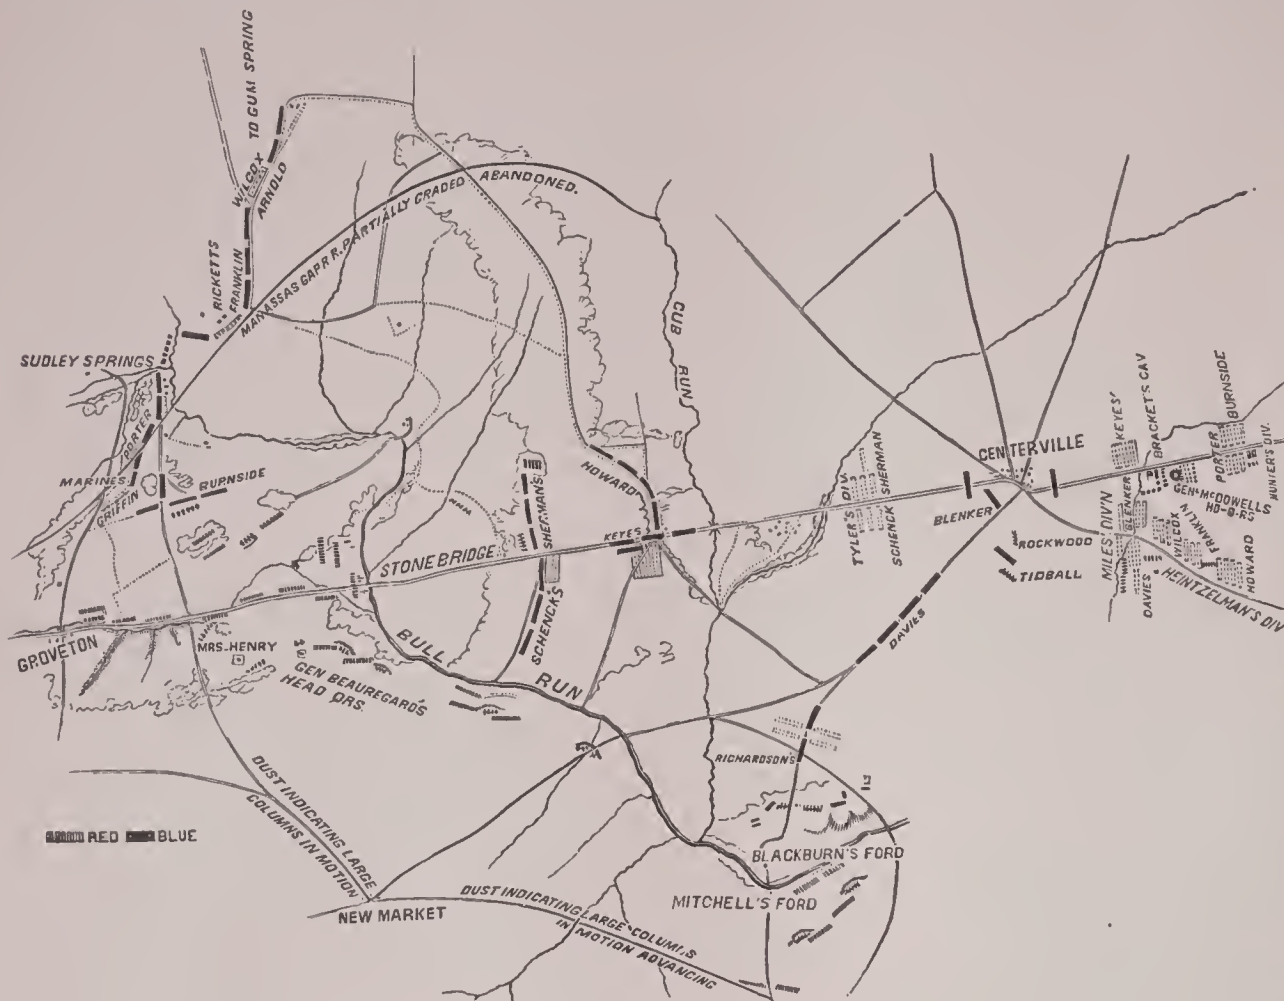 TO GUM SPRING
WILCOX
ARNOLD
MANASSAS GAP R R. PARTIALLY GRADED ABANDONED.
RICKETTS
FRANKLIN
SUDLEY SPRINGS
PORTER
MARINES
GRIFFIN
BURNSIDE
CUB RUN
HOWARD
KEYES
SHERMAN'S
SCHENCK'S
STONE BRIDGE
BULL RUN
GROVETON
MRS. HENRY
GEN BEAUREGARD'S
HEAD QRS.
TYLER'S DIV.
SCHENCK SHERMAN
CENTERVILLE
BLENKER
ROCKWOOD
TIDBALL
DAVIES
KEYES'
BRACKET'S CAV
PORTER
BURNSIDE
HUNTER'S DIV.
GEN. McDOWELLS
HD-Q-RS
MILES DIV'N
BLENKER
DAVIES
WILCOX
FRANKLIN
HOWARD
HEINTZELMAN'S DIV
RICHARDSON'S
BLACKBURN'S FORD
MITCHELL'S FORD
DUST INDICATING LARGE
COLUMNS IN MOTION
RED BLUE
NEW MARKET
DUST INDICATING LARGE COLUMNS
IN MOTION ADVANCING